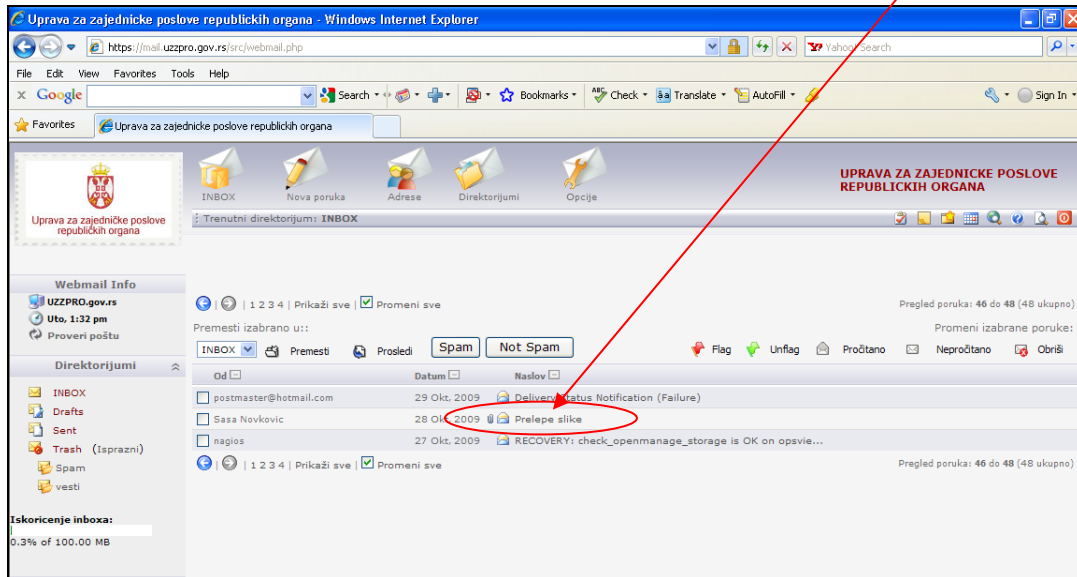 Uprava za zajednicke poslove republickih organa - Windows Internet Explorer
https://mail.uzzpro.gov.rs/src/webmail.php
Yahoo! Search
File Edit View Favorites Tools Help
x Google Search Bookmarks Check Translate AutoFill Sign In
Favorites Uprava za zajednicke poslove republickih organa
INBOX Nova poruka Adrese Direktorijumi Opcije
UPRAVA ZA ZAJEDNICKE POSLOVE
REPUBLICKIH ORGANA
Uprava za zajedničke poslove
republičkih organa
Trenutni direktorijum: INBOX
Webmail Info
UZZPRO.gov.rs
Uto, 1:32 pm
Proveri poštu
Direktorijumi
INBOX
Drafts
Sent
Trash (Isprazni)
Spam
vesti
Iskoricenje inboxa:
0.3% of 100.00 MB
| 1 2 3 4 | Prikaži sve | Promeni sve
Pregled poruka: 46 do 48 (48 ukupno)
Premesti izabrano u::
Promeni izabrane poruke:
INBOX Premesti Prosledi Spam Not Spam Flag Unflag Pročitano Nepročitano Obriši
Od Datum Naslov
postmaster@hotmail.com 29 Okt, 2009 Delivery Status Notification (Failure)
Sasa Novkovic 28 Okt, 2009 Prelepe slike
nagios 27 Okt, 2009 RECOVERY: check_openmanage_storage is OK on opsvie...
| 1 2 3 4 | Prikaži sve | Promeni sve
Pregled poruka: 46 do 48 (48 ukupno)